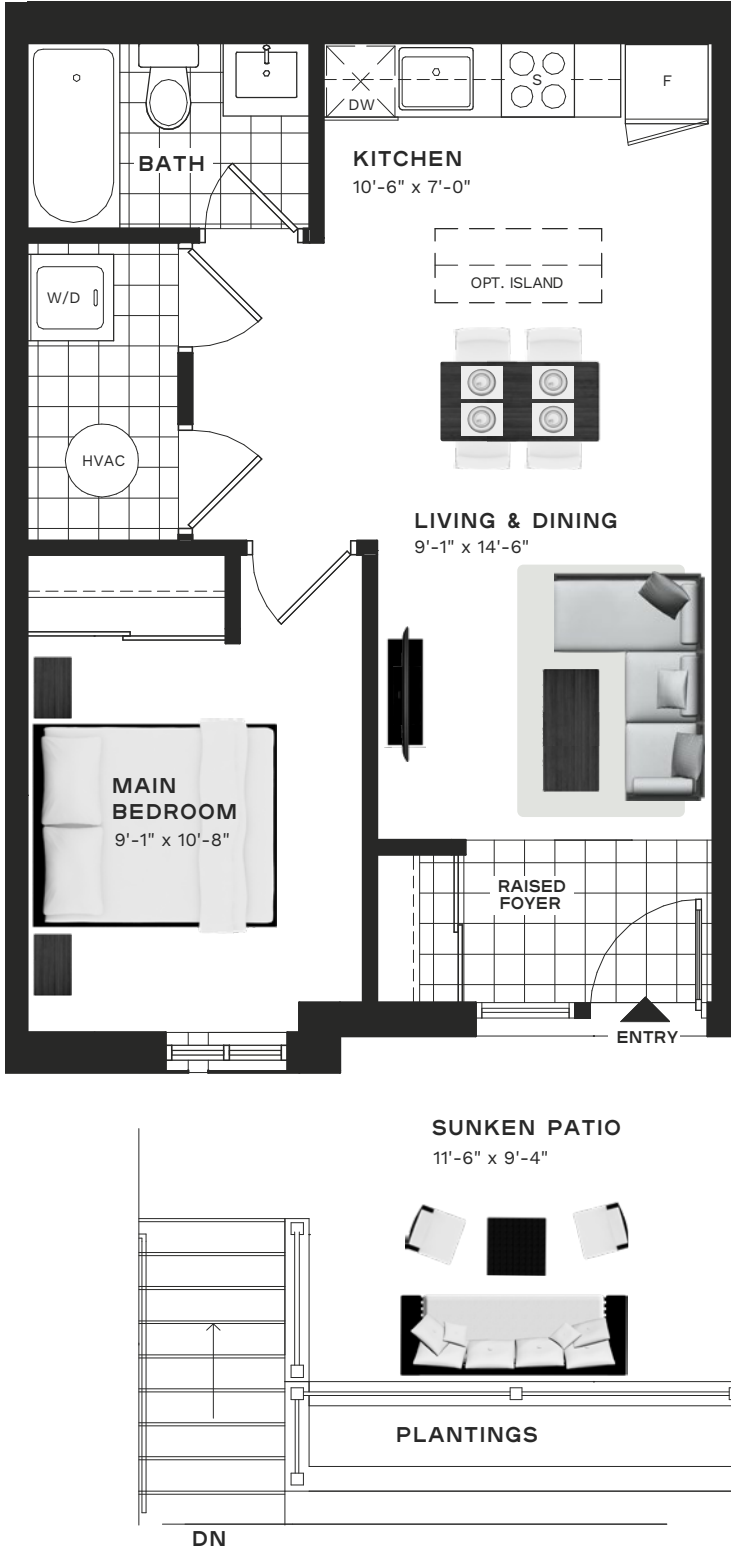 DW
S
F
BATH
KITCHEN
10'-6" x 7'-0"
W/D
OPT. ISLAND
HVAC
LIVING & DINING
9'-1" x 14'-6"
MAIN
BEDROOM
9'-1" x 10'-8"
RAISED
FOYER
ENTRY
SUNKEN PATIO
11'-6" x 9'-4"
PLANTINGS
DN